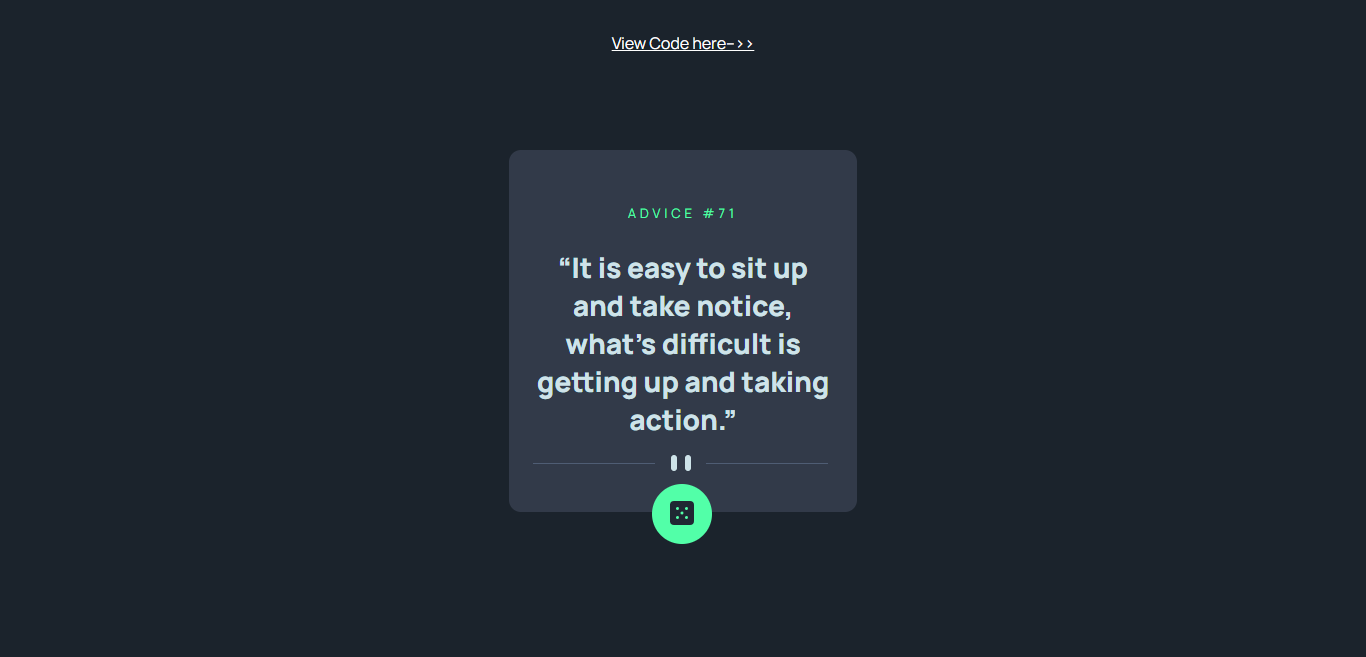 View Code here-->>
ADVICE #71
“It is easy to sit up
and take notice,
what's difficult is
getting up and taking
action.”